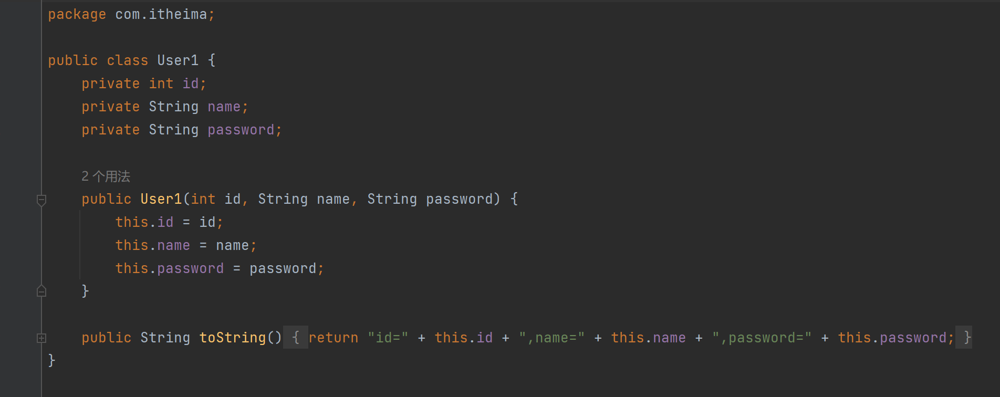 package com.itheima;
public class User1 {
private int id;
private String name;
private String password;
2 个用法
public User1(int id, String name, String password) {
this.id = id;
this.name = name;
this.password = password;
}
public String toString() { return "id=" + this.id + ",name=" + this.name + ",password=" + this.password; }
}